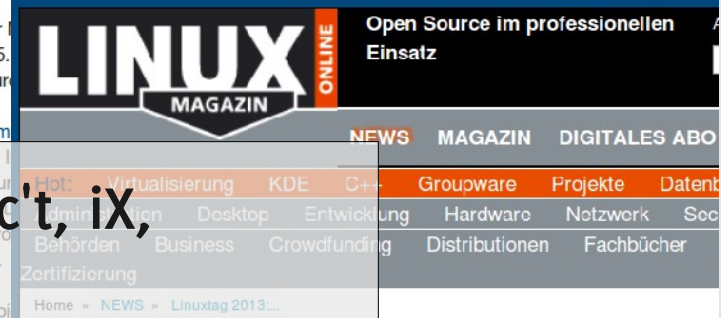 LINUX
MAGAZIN
ONLINE
Open Source im professionellen
Einsatz
NEWS MAGAZIN DIGITALES ABO
Hot: Virtualisierung KDE C++ Groupware Projekte
Administration Desktop Entwicklung Hardware Netzwerk
Behörden Business Crowdfunding Distributionen Fachbücher
Zertifizierung
c't, iX,
Home » NEWS » Linuxtag 2013:...